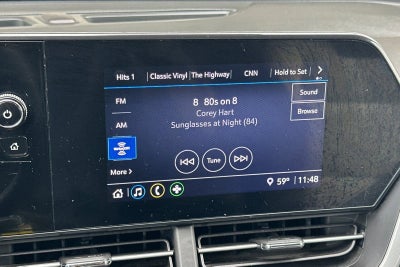 Hits 1 Classic Vinyl The Highway CNN Hold to Set
FM
8 80s on 8
Sound
Corey Hart
Browse
AM
Sunglasses at Night (84)
Tune
More >
59° 11:48